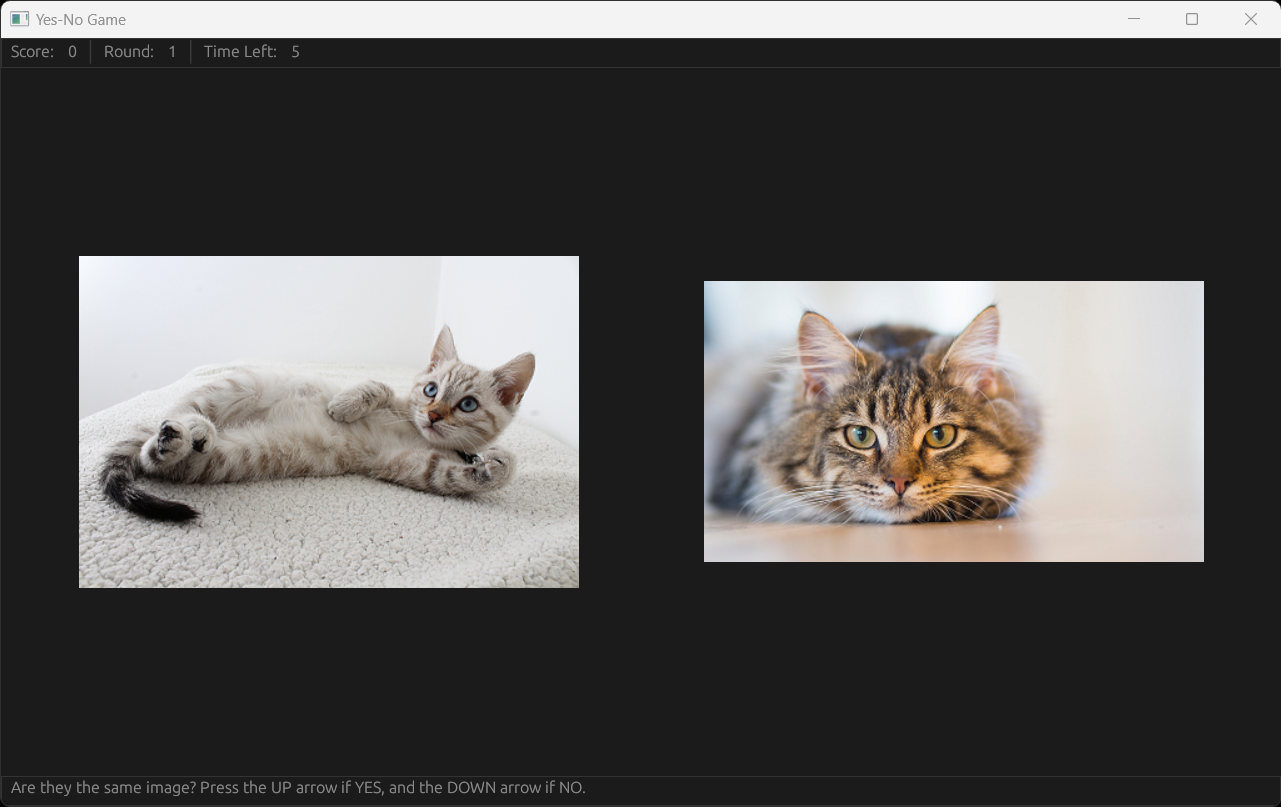 Yes-No Game
Score: 0 Round: 1 Time Left: 5
Are they the same image? Press the UP arrow if YES, and the DOWN arrow if NO.